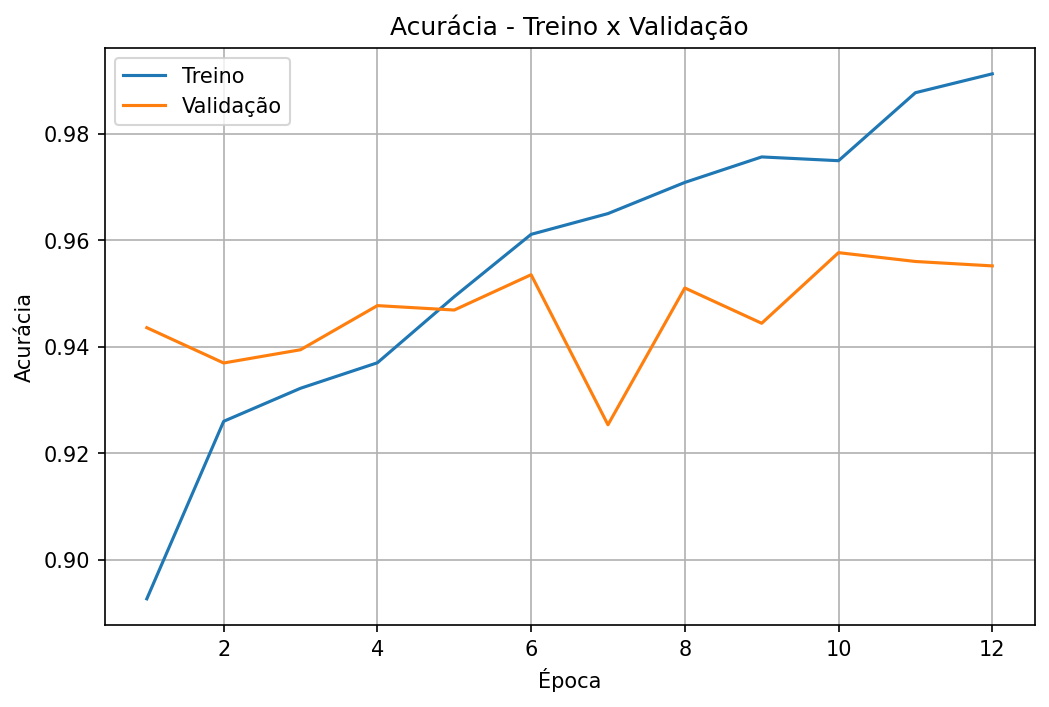 Acurácia - Treino x Validação
Treino
Validação
0.98
0.96
0.94
0.92
0.90
Acurácia
2 4 6 8 10 12
Época